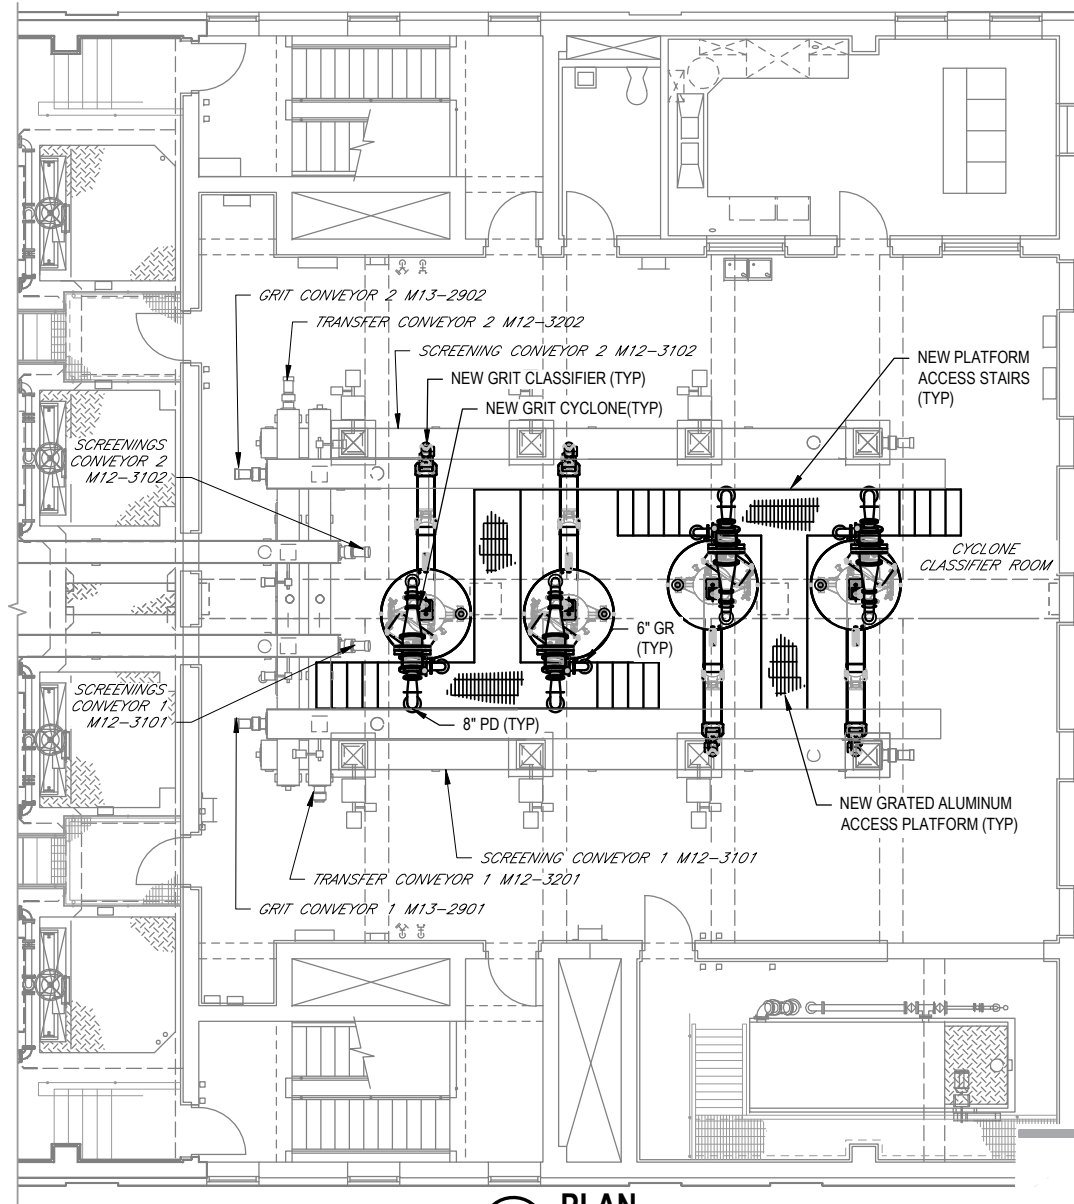 GRIT CONVEYOR 2 M13-2902
TRANSFER CONVEYOR 2 M12-3202
SCREENING CONVEYOR 2 M12-3102
NEW GRIT CLASSIFIER (TYP)
NEW GRIT CYCLONE(TYP)
NEW PLATFORM
ACCESS STAIRS
(TYP)
SCREENINGS
CONVEYOR 2
M12-3102
CYCLONE
CLASSIFIER ROOM
6" GR
(TYP)
SCREENINGS
CONVEYOR 1
M12-3101
8" PD (TYP)
NEW GRATED ALUMINUM
ACCESS PLATFORM (TYP)
SCREENING CONVEYOR 1 M12-3101
TRANSFER CONVEYOR 1 M12-3201
GRIT CONVEYOR 1 M13-2901
PLAN